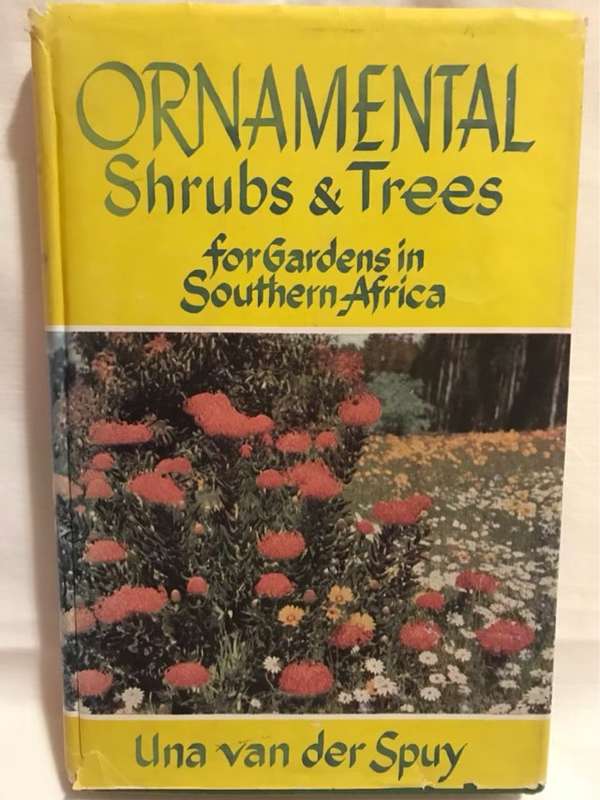 ORNAMENTAL
Shrubs & Trees
for Gardens in
Southern Africa
Una van der Spuy